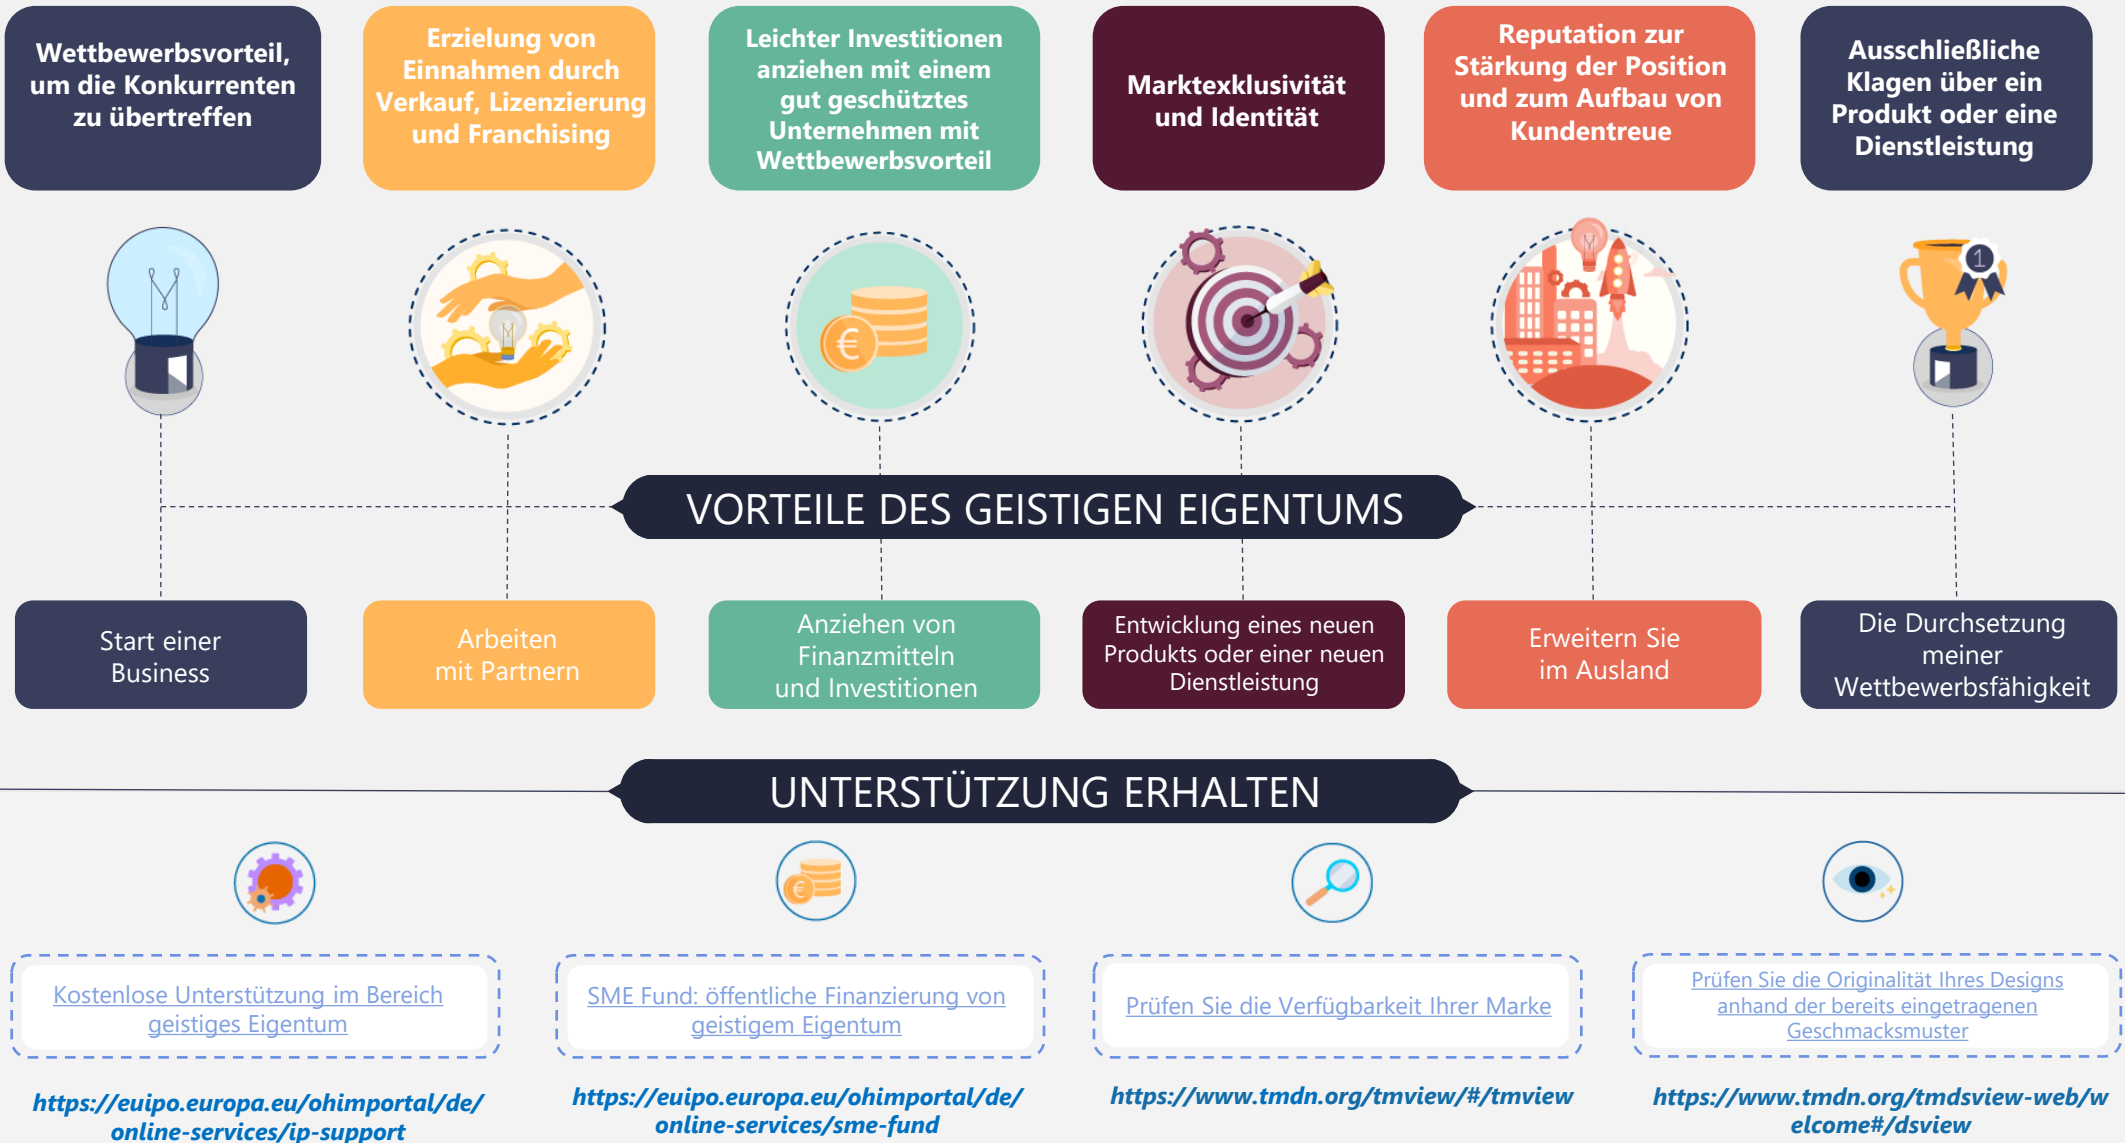 Wettbewerbsvorteil,
um die Konkurrenten
zu übertreffen
Erzielung von
Einnahmen durch
Verkauf, Lizenzierung
und Franchising
Leichter Investitionen
anziehen mit einem
gut geschütztes
Unternehmen mit
Wettbewerbsvorteil
Marktexklusivität
und Identität
Reputation zur
Stärkung der Position
und zum Aufbau von
Kundentreue
Ausschließliche
Klagen über ein
Produkt oder eine
Dienstleistung
€
1
VORTEILE DES GEISTIGEN EIGENTUMS
Start einer
Business
Arbeiten
mit Partnern
Anziehen von
Finanzmitteln
und Investitionen
Entwicklung eines neuen
Produkts oder einer neuen
Dienstleistung
Erweitern Sie
im Ausland
Die Durchsetzung
meiner
Wettbewerbsfähigkeit
UNTERSTÜTZUNG ERHALTEN
€
Kostenlose Unterstützung im Bereich
geistiges Eigentum
SME Fund: öffentliche Finanzierung von
geistigem Eigentum
Prüfen Sie die Verfügbarkeit Ihrer Marke
Prüfen Sie die Originalität Ihres Designs
anhand der bereits eingetragenen
Geschmacksmuster
https://euipo.europa.eu/ohimportal/de/
online-services/ip-support
https://euipo.europa.eu/ohimportal/de/
online-services/sme-fund
https://www.tmdn.org/tmview/#/tmview
https://www.tmdn.org/tmdsview-web/w
elcome#/dsview